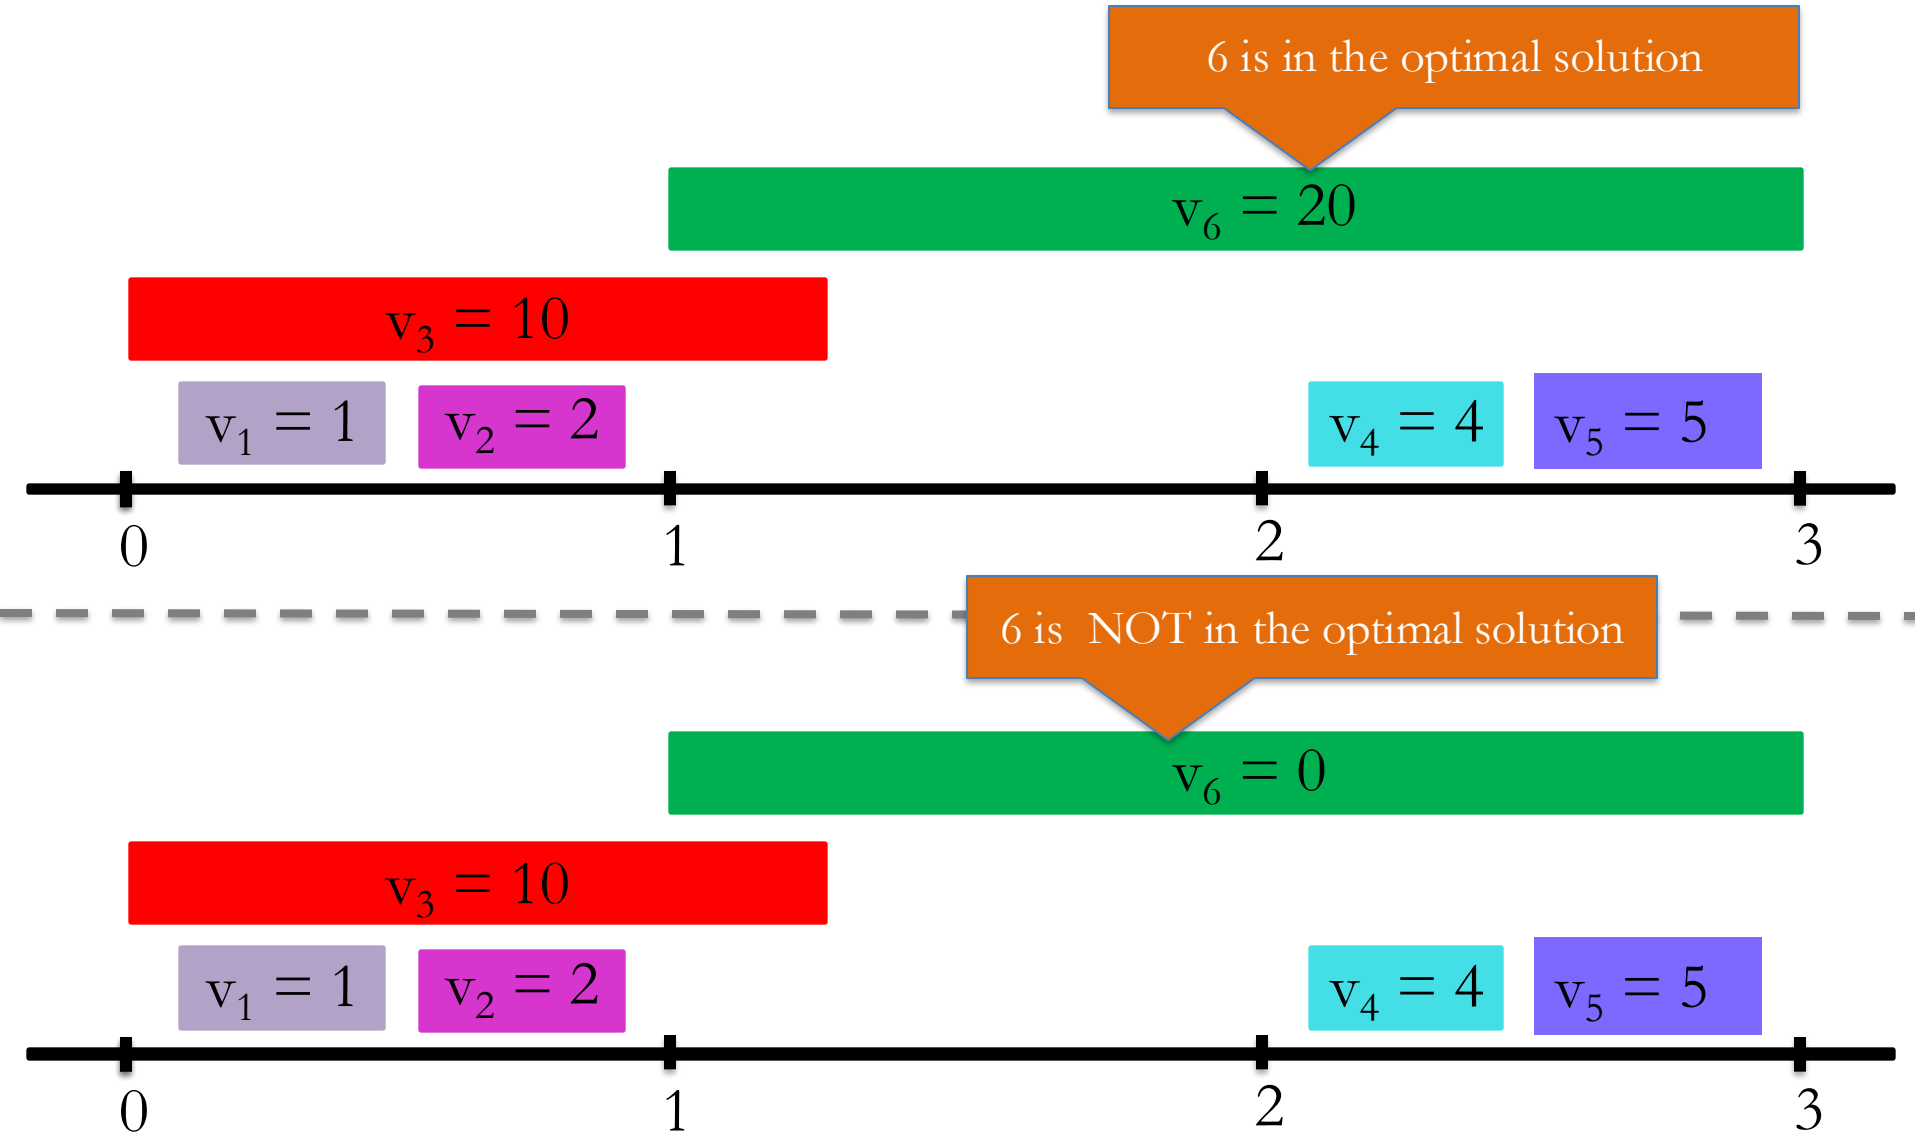 6 is in the optimal solution
v₆ = 20
v₃ = 10
v₁ = 1 v₂ = 2 v₄ = 4 v₅ = 5
0 1 2 3
6 is NOT in the optimal solution
v₆ = 0
v₃ = 10
v₁ = 1 v₂ = 2 v₄ = 4 v₅ = 5
0 1 2 3